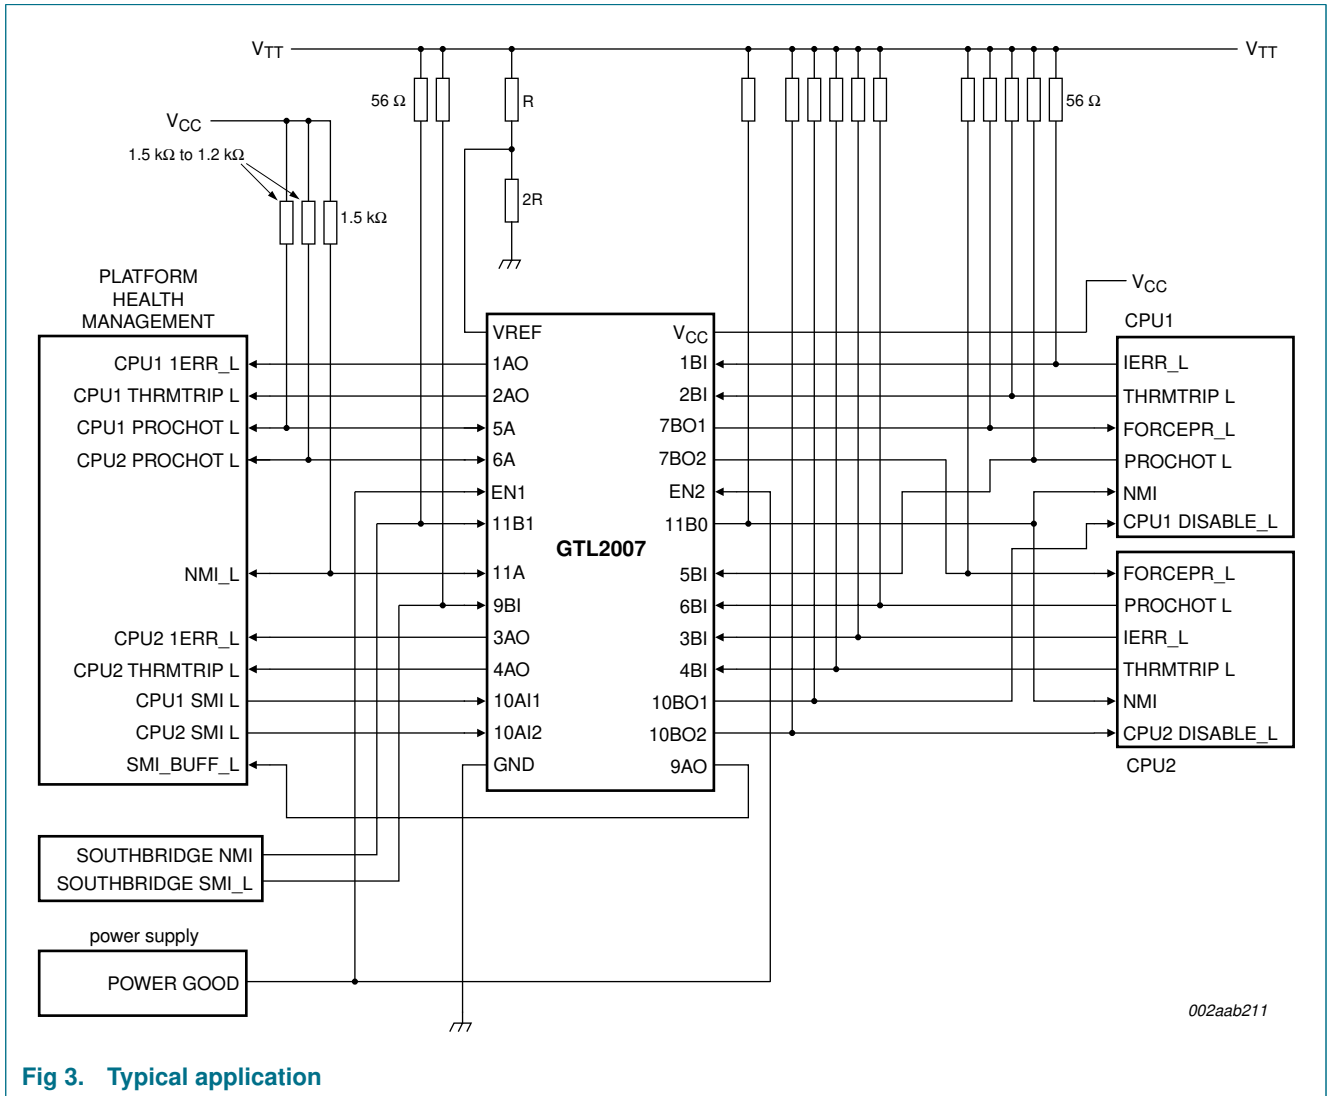 VTT
VTT
56 Ω
R
56 Ω
VCC
1.5 kΩ to 1.2 kΩ
2R
1.5 kΩ
PLATFORM
HEALTH
MANAGEMENT
VCC
CPU1
CPU1 1ERR_L
CPU1 THRMTRIP L
CPU1 PROCHOT L
CPU2 PROCHOT L
NMI_L
CPU2 1ERR_L
CPU2 THRMTRIP L
CPU1 SMI L
CPU2 SMI L
SMI_BUFF_L
VREF
1AO
2AO
5A
6A
EN1
11B1
11A
9BI
3AO
4AO
10AI1
10AI2
GND
GTL2007
VCC
1BI
2BI
7BO1
7BO2
EN2
11B0
5BI
6BI
3BI
4BI
10BO1
10BO2
9AO
IERR_L
THRMTRIP L
FORCEPR_L
PROCHOT L
NMI
CPU1 DISABLE_L
FORCEPR_L
PROCHOT L
IERR_L
THRMTRIP L
NMI
CPU2 DISABLE_L
CPU2
SOUTHBRIDGE NMI
SOUTHBRIDGE SMI_L
power supply
POWER GOOD
002aab211
Fig 3. Typical application